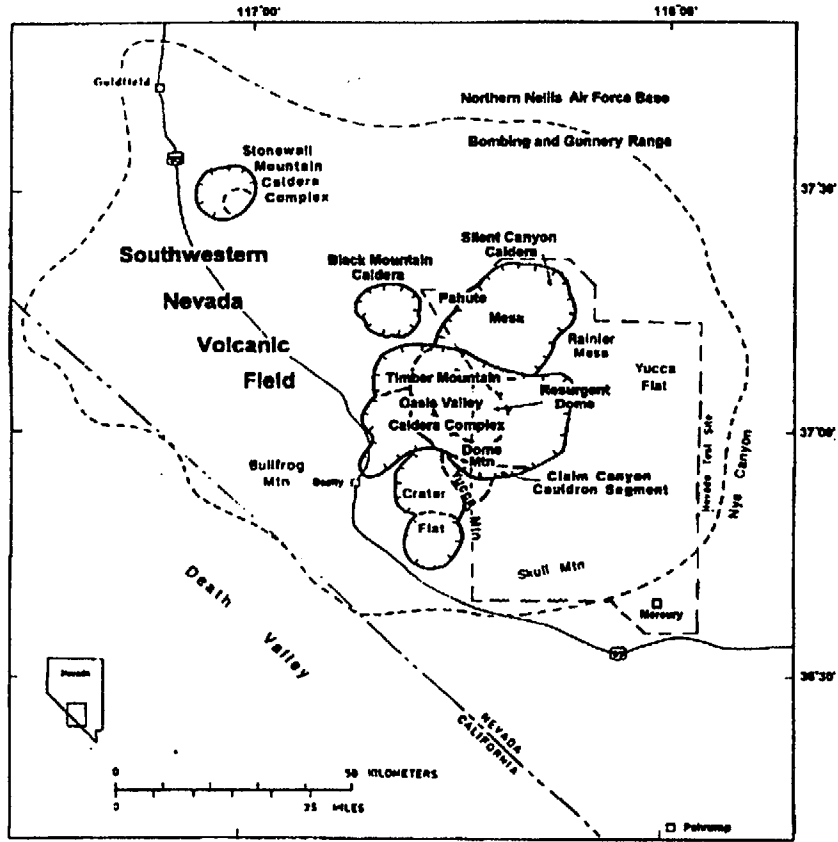 117°00'
116°00'
Goldfield
Northern Nellis Air Force Base
Bombing and Gunnery Range
95
Stonewall
Mountain
Caldera
Complex
37°30'
Southwestern
Nevada
Volcanic
Field
Black Mountain
Caldera
Silent Canyon
Caldera
Pahute
Mesa
Rainier
Mesa
Yucca
Flat
Timber Mountain
Oasis Valley
Caldera Complex
Resurgent
Dome
Dome
Mtn
37°00'
Bullfrog
Mtn
Beatty
Claim Canyon
Cauldron Segment
Crater
Flat
Yucca Mtn
Nevada Test Site
Nye Canyon
Skull Mtn
Mercury
95
Death
Valley
36°30'
Nevada
NEVADA
CALIFORNIA
0 50 KILOMETERS
0 25 MILES
Pahrump